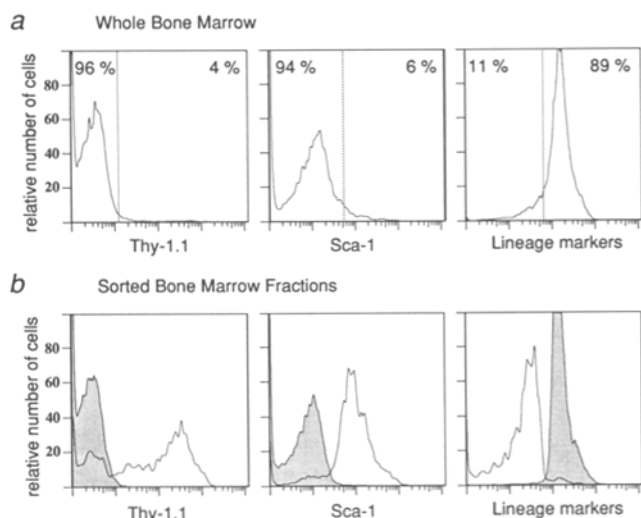 a Whole Bone Marrow
96 % 4 % 94 % 6 % 11 % 89 %
relative number of cells
80
60
40
20
Thy-1.1 Sca-1 Lineage markers
b Sorted Bone Marrow Fractions
relative number of cells
80
60
40
20
Thy-1.1 Sca-1 Lineage markers